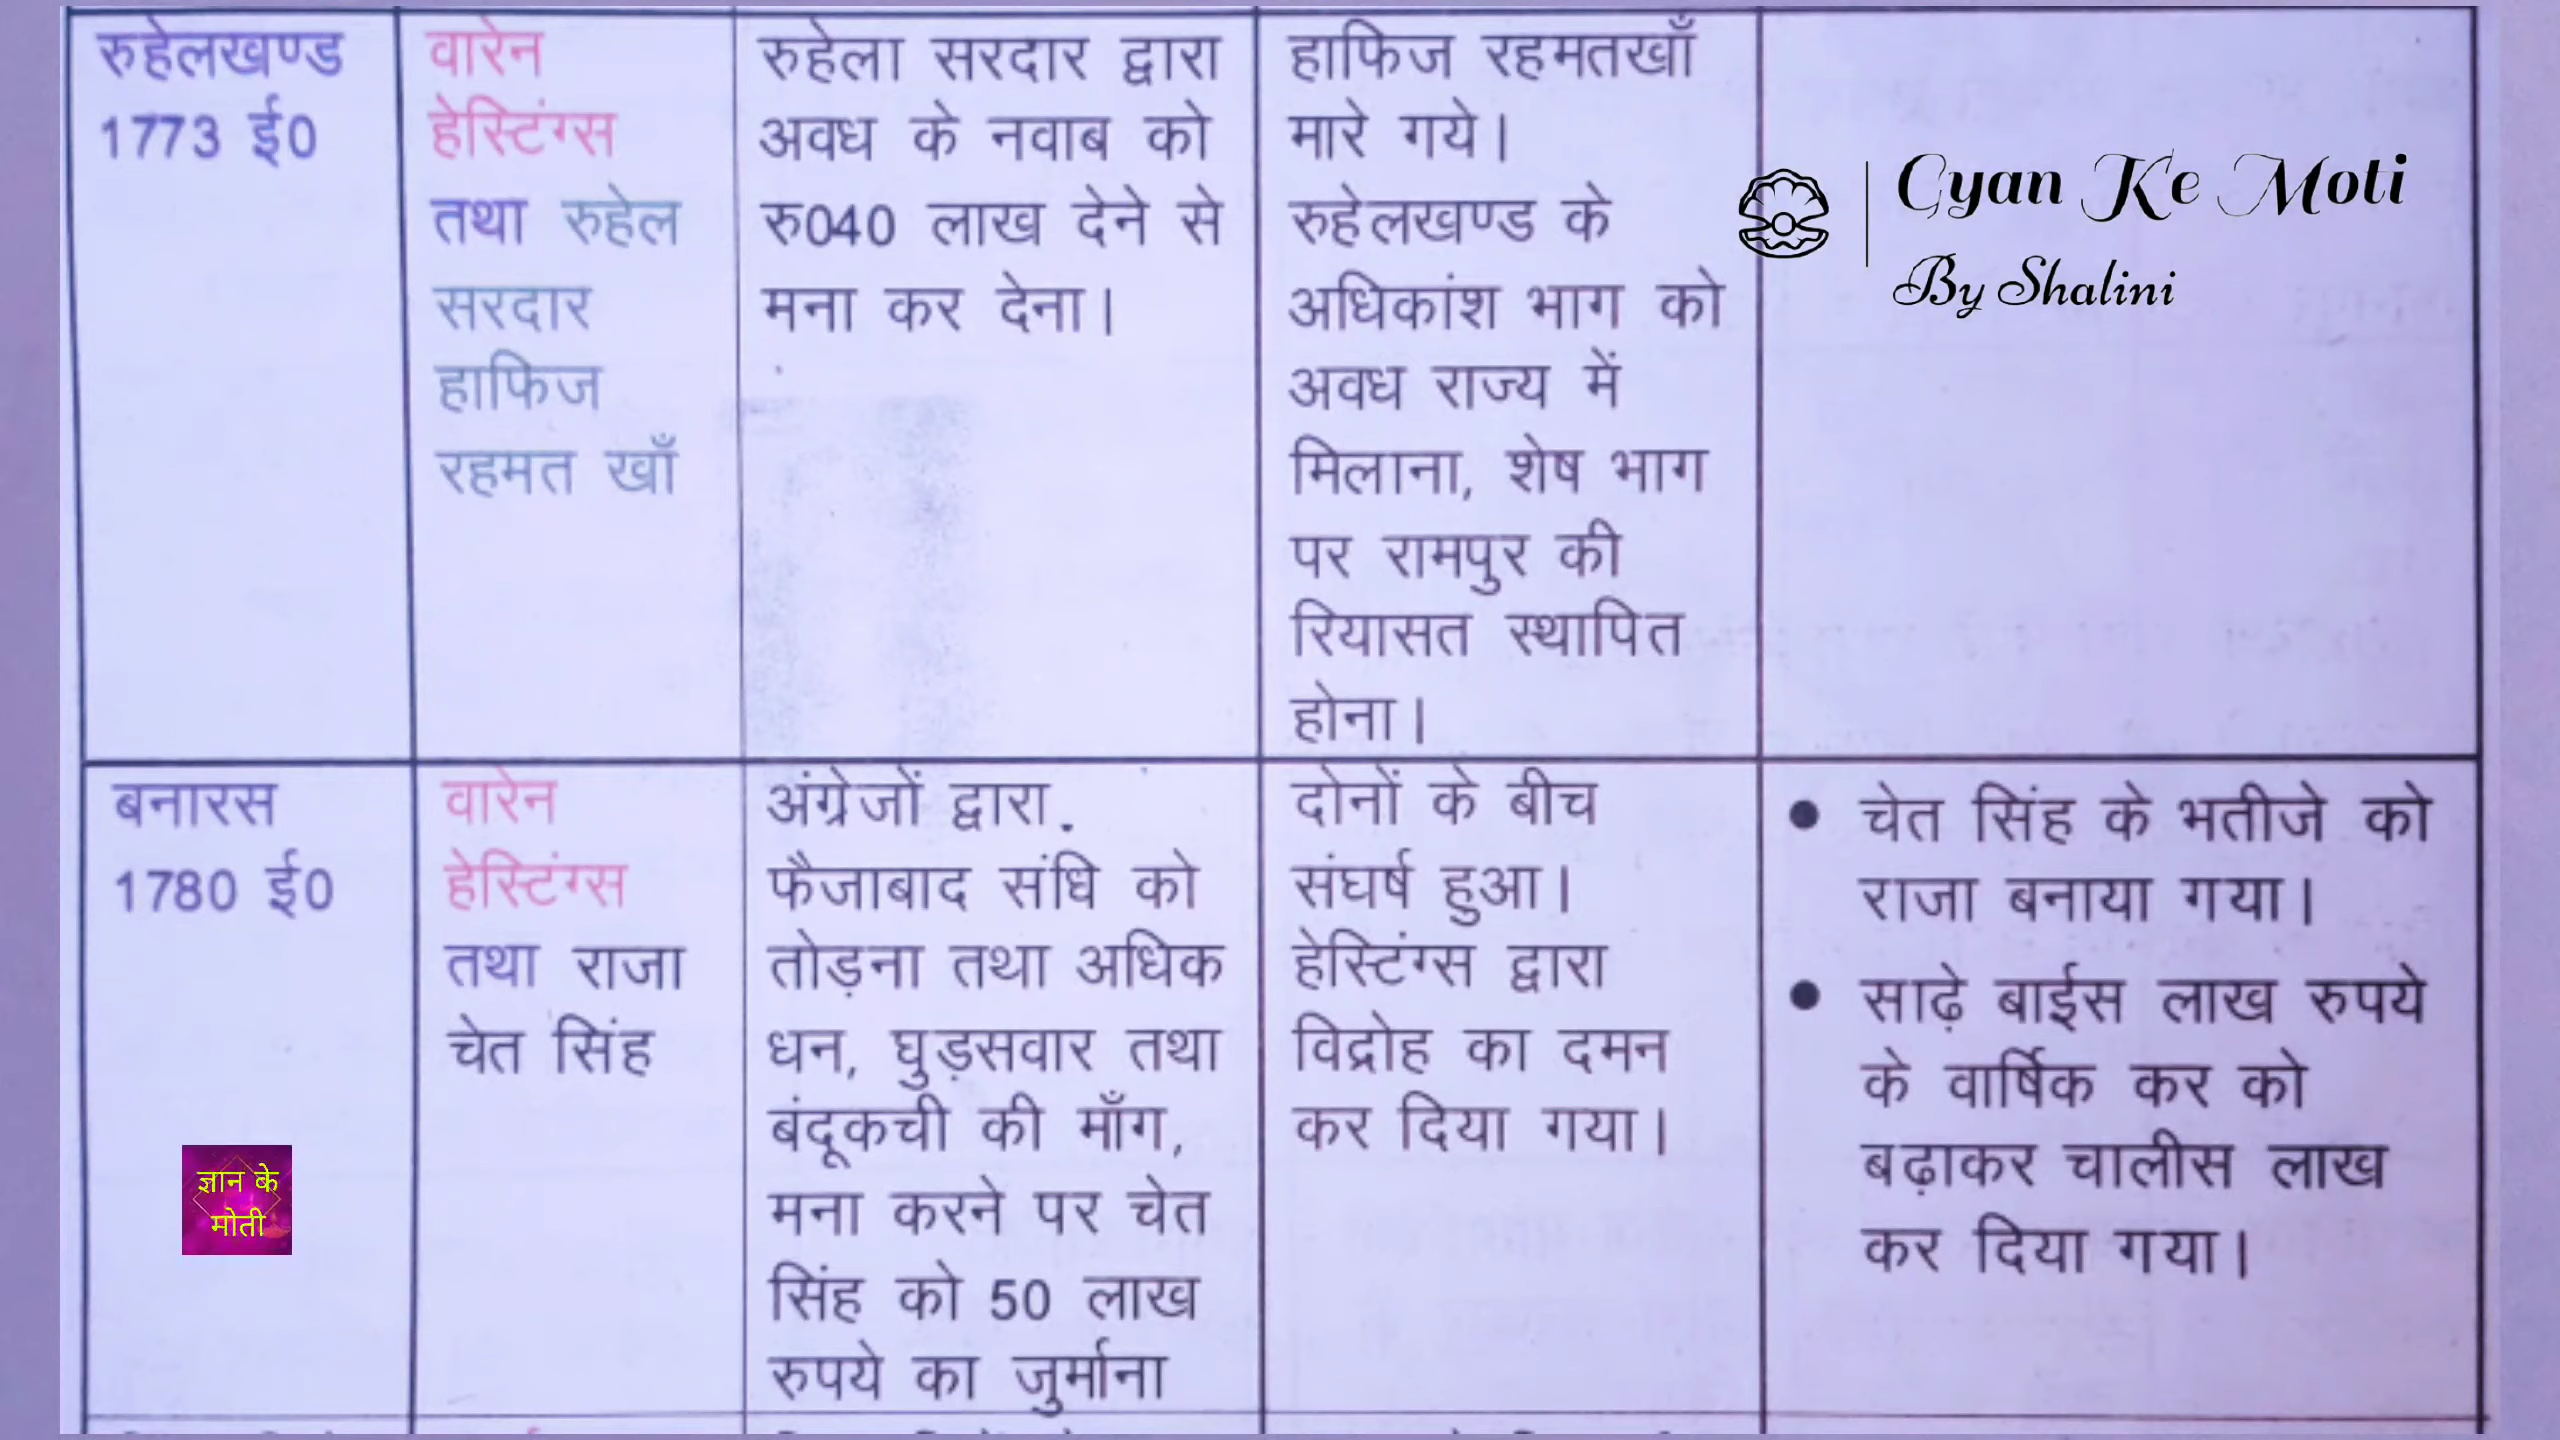 रुहेलखण्ड
1773 ई0
वारेन
हेस्टिंग्स
तथा रुहेल
सरदार
हाफिज
रहमत खाँ
रुहेला सरदार द्वारा
अवध के नवाब को
रु040 लाख देने से
मना कर देना।
हाफिज रहमतखाँ
मारे गये।
रुहेलखण्ड के
अधिकांश भाग को
अवध राज्य में
मिलाना, शेष भाग
पर रामपुर की
रियासत स्थापित
होना।
Gyan Ke Moti
By Shalini
बनारस
1780 ई0
वारेन
हेस्टिंग्स
तथा राजा
चेत सिंह
अंग्रेजों द्वारा.
फैजाबाद संधि को
तोड़ना तथा अधिक
धन, घुड़सवार तथा
बंदूकची की माँग,
मना करने पर चेत
सिंह को 50 लाख
रुपये का जुर्माना
दोनों के बीच
संघर्ष हुआ।
हेस्टिंग्स द्वारा
विद्रोह का दमन
कर दिया गया।
● चेत सिंह के भतीजे को
राजा बनाया गया।
● साढ़े बाईस लाख रुपये
के वार्षिक कर को
बढ़ाकर चालीस लाख
कर दिया गया।
ज्ञान के
मोती